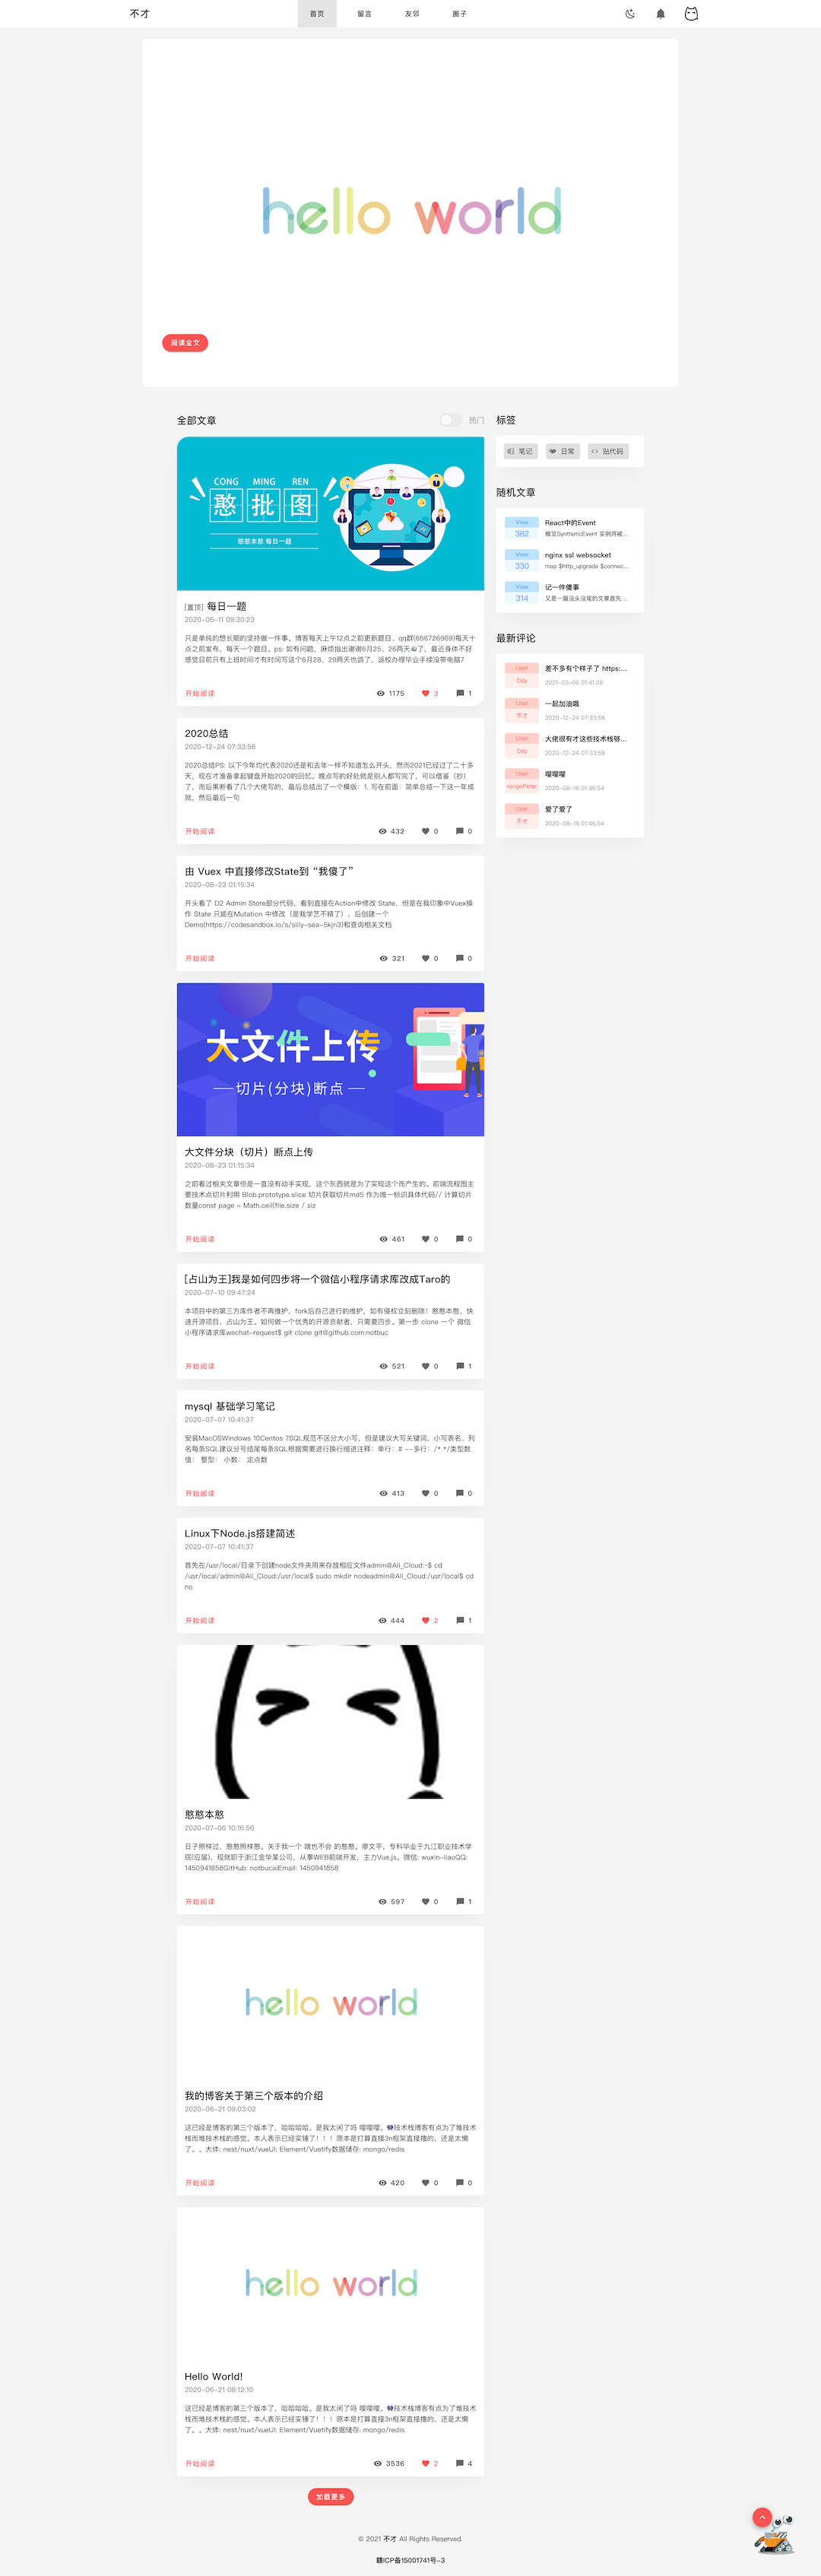 不才
首页
留言
友邻
圈子
hello world
阅读全文
全部文章
热门
CONG MING REN
憨批图
憨憨本憨 每日一题
[置顶] 每日一题
2020-06-11 09:30:23
只是单纯的想长期的坚持做一件事。博客每天上午12点之前更新题目、qq群(656726969)每天十
点之前发布，每天一个题目。ps: 如有问题，麻烦指出谢谢6月25、26两天🐦了，最近身体不好
感觉目前只有上班时间才有时间写这个6月28、29两天也鸽了，返校办理毕业手续没带电脑7
开始阅读
1175
3
1
2020总结
2020-12-24 07:33:58
2020总结PS: 以下今年均代表2020还是和去年一样不知道怎么开头，然而2021已经过了二十多
天，现在才准备拿起键盘开始2020的回忆。晚点写的好处就是别人都写完了，可以借鉴（抄）
了，而后果断看了几个大佬写的，最后总结出了一个模版：1. 写在前面：简单总结一下这一年成
就，然后最后一句
开始阅读
432
0
0
由 Vuex 中直接修改State到“我傻了”
2020-08-23 01:15:34
开头看了 D2 Admin Store部分代码，看到直接在Action中修改 State，但是在我印象中Vuex操
作 State 只能在Mutation 中修改（是我学艺不精了），后创建一个
Demo(https://codesandbox.io/s/silly-sea-5kjn3)和查询相关文档
开始阅读
321
0
0
大文件上传
切片(分块)断点
大文件分块（切片）断点上传
2020-08-23 01:15:34
之前看过相关文章但是一直没有动手实现，这个东西就是为了实现这个而产生的。前端流程图主
要技术点切片利用 Blob.prototype.slice 切片获取切片md5 作为唯一标识具体代码// 计算切片
数量const page = Math.ceil(file.size / siz
开始阅读
461
0
0
[占山为王]我是如何四步将一个微信小程序请求库改成Taro的
2020-07-10 09:47:24
本项目中的第三方库作者不再维护，fork后自己进行的维护，如有侵权立刻删除！憨憨本憨，快
速开源项目，占山为王。如何做一个优秀的开源贡献者，只需要四步。第一步 clone 一个 微信
小程序请求库wechat-request$ git clone git@github.com:notbuc
开始阅读
521
0
1
mysql 基础学习笔记
2020-07-07 10:41:37
安装MacOSWindows 10Centos 7SQL规范不区分大小写，但是建议大写关键词，小写表名、列
名每条SQL建议分号结尾每条SQL根据需要进行换行缩进注释：单行：# --多行：/* */类型数
值： 整型： 小数： 定点数
开始阅读
413
0
0
Linux下Node.js搭建简述
2020-07-07 10:41:37
首先在/usr/local/目录下创建node文件夹用来存放相应文件admin@Ali_Cloud:~$ cd
/usr/local/admin@Ali_Cloud:/usr/local$ sudo mkdir nodeadmin@Ali_Cloud:/usr/local$ cd
no
开始阅读
444
2
1
憨憨本憨
2020-07-06 10:16:56
日子照样过，憨憨照样憨。关于我一个 啥也不会 的憨憨。廖文平，专科毕业于九江职业技术学
院(应届)，现就职于浙江金华某公司，从事WEB前端开发，主力Vue.js。微信: wuxin-liaoQQ:
1450941858GitHub: notbucaiEmail: 1450941858
开始阅读
597
0
1
hello world
我的博客关于第三个版本的介绍
2020-06-21 09:03:02
这已经是博客的第三个版本了，哈哈哈哈。是我太闲了吗 嘤嘤嘤。技术栈博客有点为了堆技术
栈而堆技术栈的感觉。本人表示已经实锤了！！！原本是打算直接3n框架直接撸的，还是太懒
了。。大体: nest/nuxt/vueUI: Element/Vuetify数据储存: mongo/redis
开始阅读
420
0
0
hello world
Hello World!
2020-06-21 08:12:10
这已经是博客的第三个版本了，哈哈哈哈。是我太闲了吗 嘤嘤嘤。技术栈博客有点为了堆技术
栈而堆技术栈的感觉。本人表示已经实锤了！！！原本是打算直接3n框架直接撸的，还是太懒
了。。大体: nest/nuxt/vueUI: Element/Vuetify数据储存: mongo/redis
开始阅读
3536
2
4
加载更多
标签
笔记
日常
贴代码
随机文章
View
382
React中的Event
概览SyntheticEvent 实例将被...
View
330
nginx ssl websocket
map $http_upgrade $connec...
View
314
记一件傻事
又是一篇没头没尾的文章首先...
最新评论
User
Ddy
差不多有个样子了 https:...
2021-03-06 01:41:26
User
不才
一起加油哦
2020-12-24 07:33:58
User
Ddy
大佬很有才这些技术栈够...
2020-12-24 07:33:58
User
rangoPeter
嘤嘤嘤
2020-08-16 01:46:54
User
不才
爱了爱了
2020-08-16 01:46:54
© 2021 不才 All Rights Reserved.
赣ICP备15001741号-3